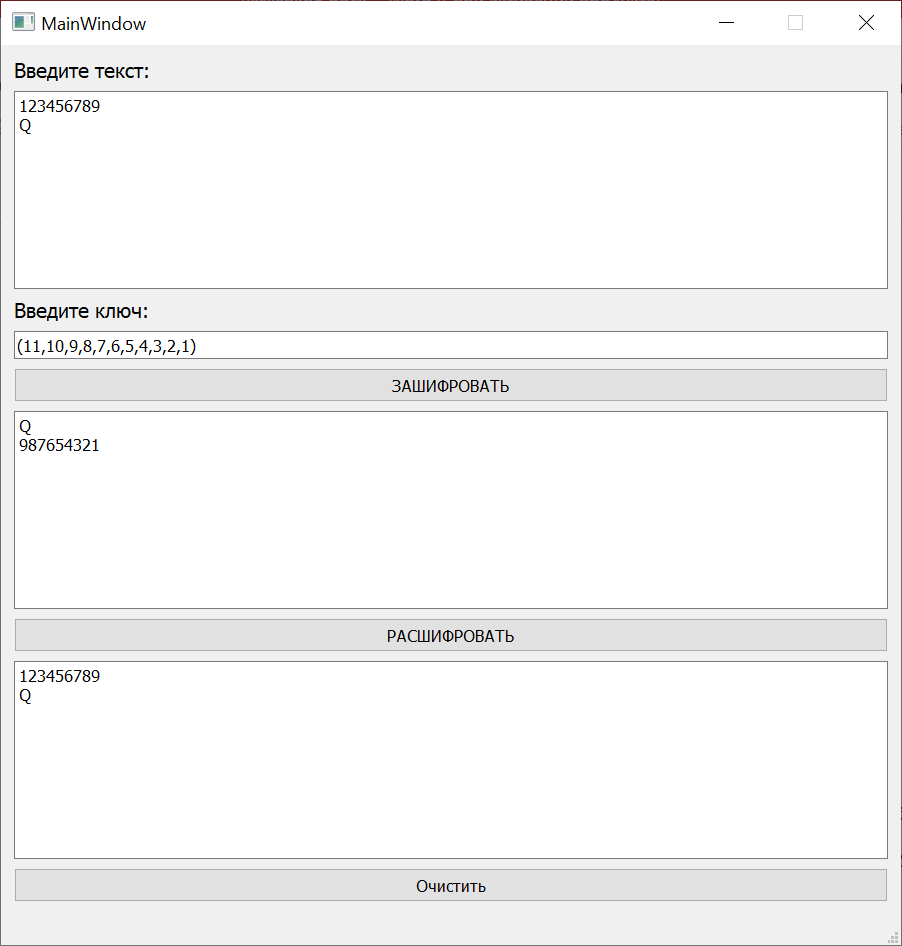 MainWindow
Введите текст:
123456789
Q
Введите ключ:
(11,10,9,8,7,6,5,4,3,2,1)
ЗАШИФРОВАТЬ
Q
987654321
РАСШИФРОВАТЬ
123456789
Q
Очистить